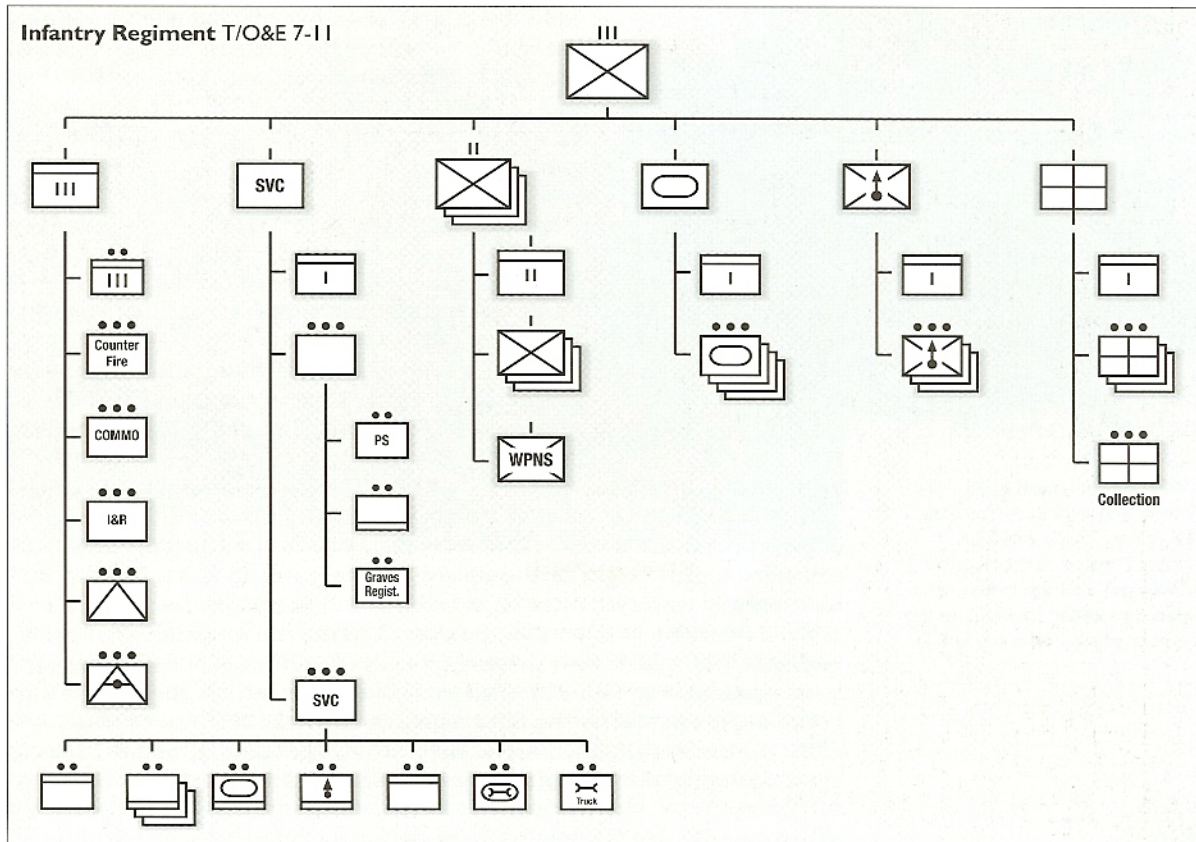 Infantry Regiment T/O&E 7-11
III
III
SVC
III
I
II
I
I
I
Counter
Fire
COMMO
PS
WPNS
Collection
I&R
Graves
Regist.
SVC
Truck